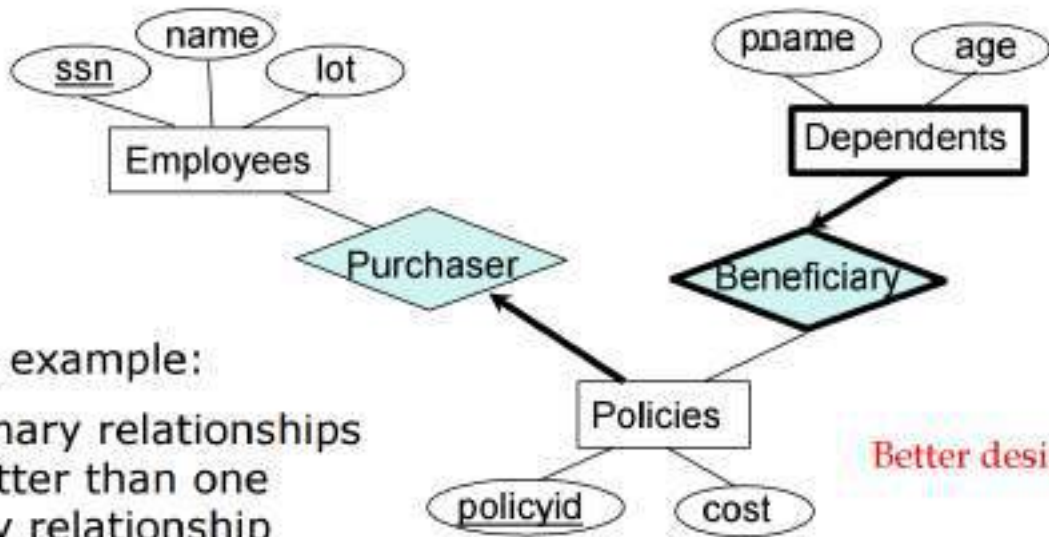 name
ssn
lot
Employees
pname
age
Dependents
Purchaser
Beneficiary
example:
nary relationships
tter than one
y relationship
Policies
policyid
cost
Better desi